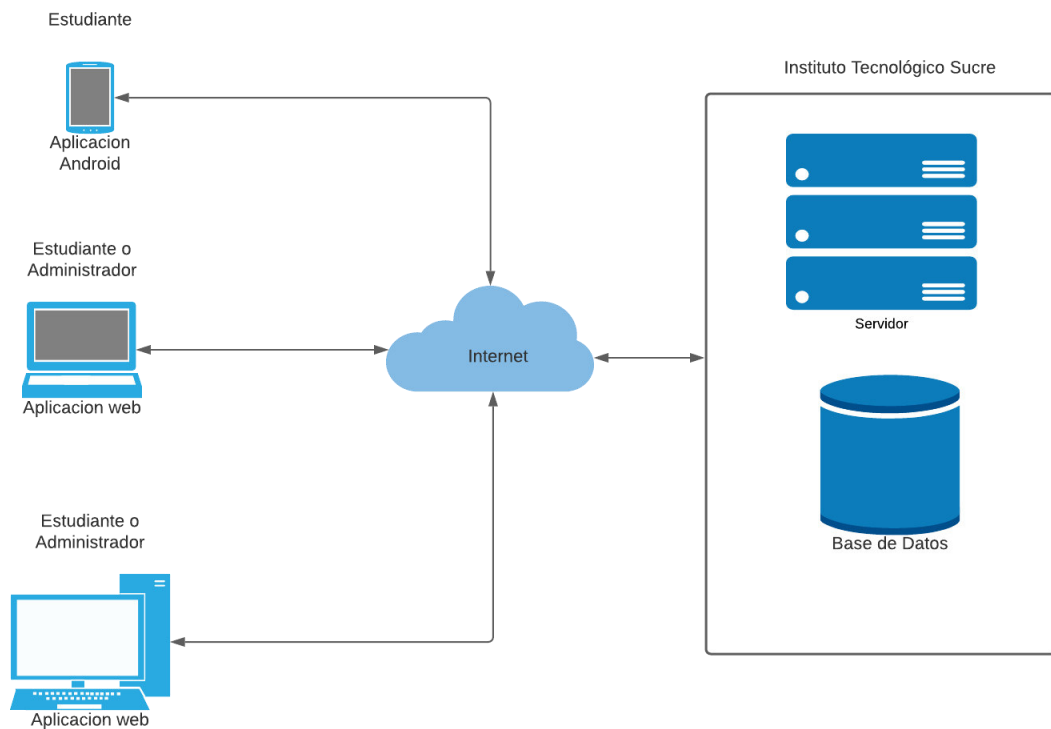 Estudiante
Aplicacion
Android
Estudiante o
Administrador
Aplicacion web
Estudiante o
Administrador
Aplicacion web
Internet
Instituto Tecnológico Sucre
Servidor
Base de Datos